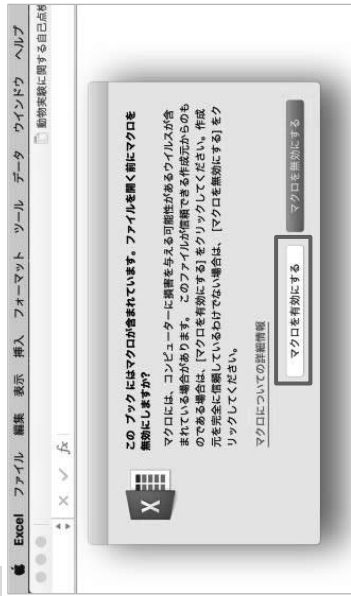 Excel ファイル 編集 表示 挿入 フォーマット ツール データ ウインドウ ヘルプ
動物実験に関する自己点検
fx
この ブック にはマクロが含まれています。ファイルを開く前にマクロを
無効にしますか?
マクロには、コンピューターに損害を与える可能性があるウイルスが含
まれている場合があります。 このファイルが信頼できる作成元からのも
のである場合は、[マクロを有効にする] をクリックしてください。作成
元を完全に信頼しているわけでない場合は、 [マクロを無効にする] をク
リックしてください。
マクロについての詳細情報
マクロを有効にする
マクロを無効にする